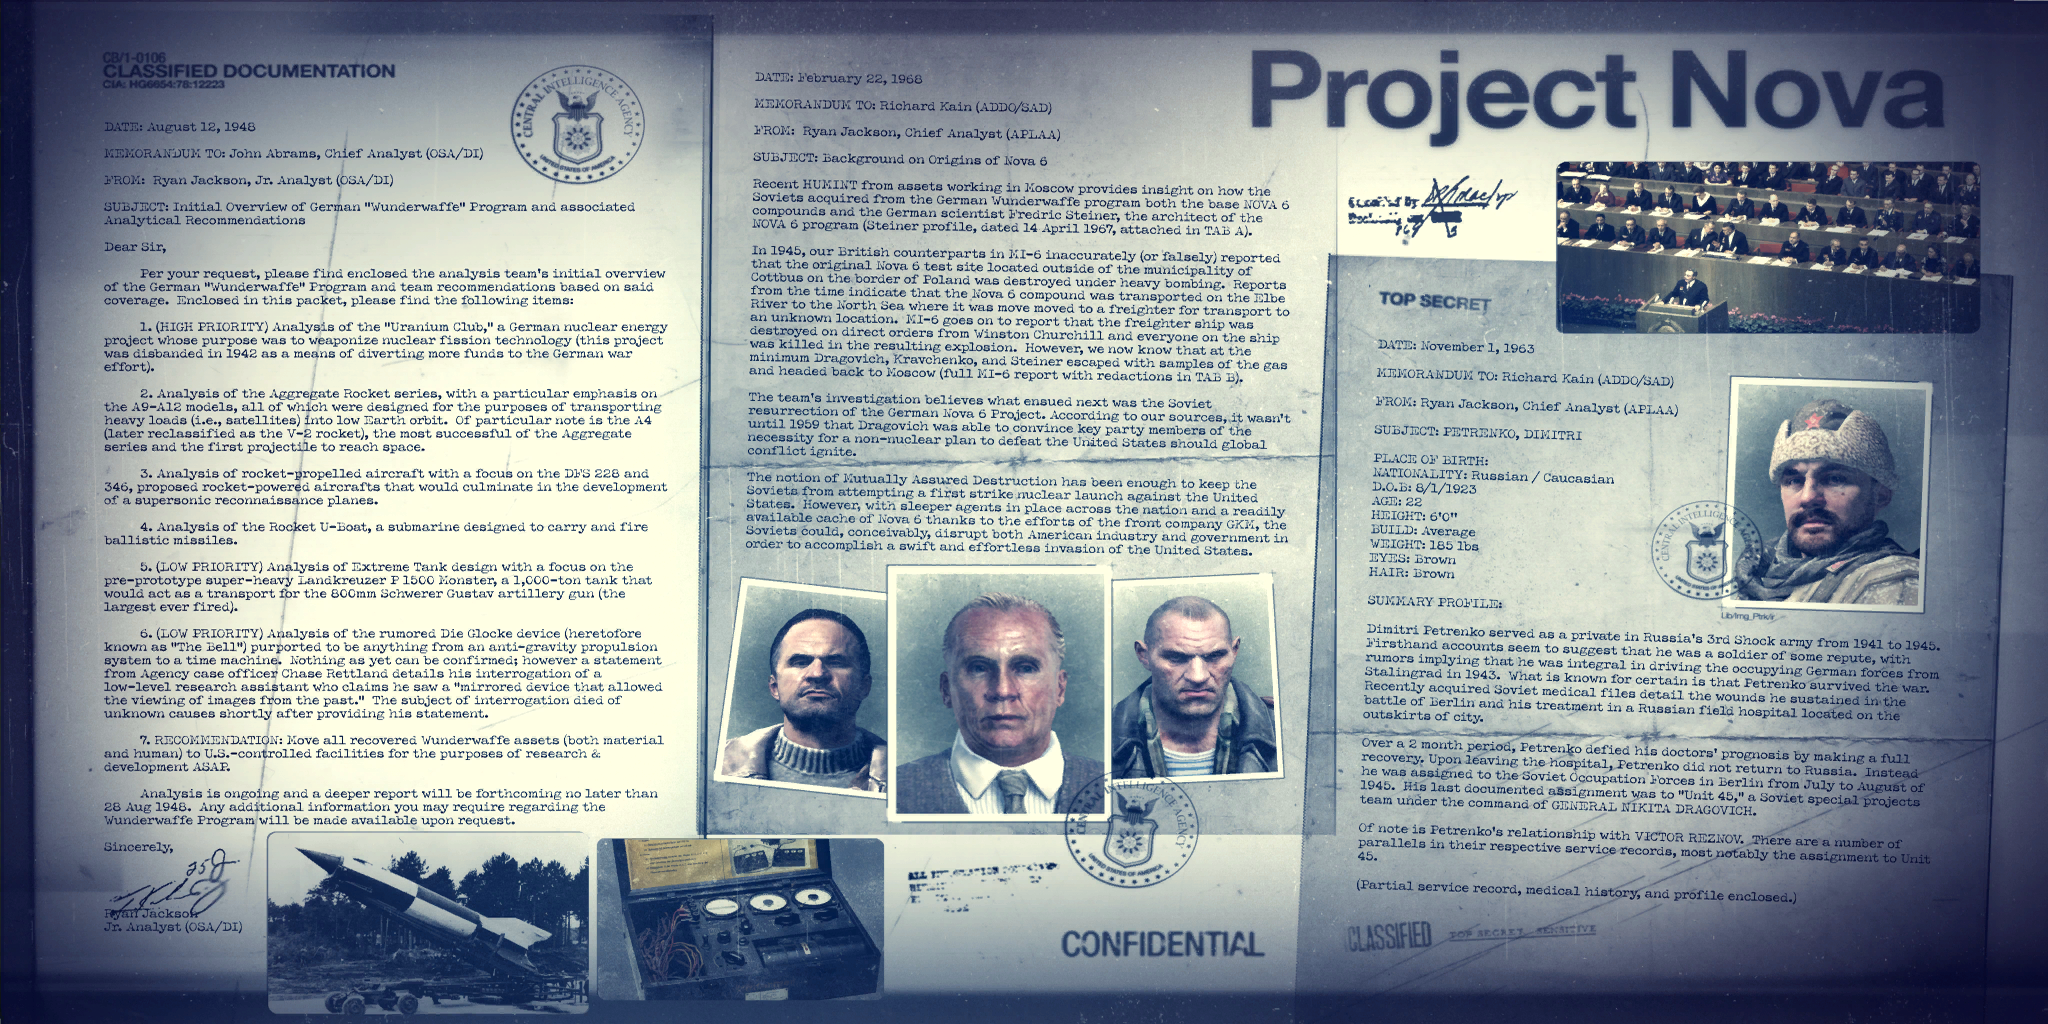 CB/1-0106
CLASSIFIED DOCUMENTATION
CIA: HG6654:78:12223
CENTRAL INTELLIGENCE AGENCY
UNITED STATES OF AMERICA
DATE: August 12, 1948
MEMORANDUM TO: John Abrams, Chief Analyst (OSA/DI)
FROM: Ryan Jackson, Jr. Analyst (OSA/DI)
SUBJECT: Initial Overview of German "Wunderwaffe" Program and associated
Analytical Recommendations
Dear Sir,
Per your request, please find enclosed the analysis team's initial overview
of the German "Wunderwaffe" Program and team recommendations based on said
coverage. Enclosed in this packet, please find the following items:
1. (HIGH PRIORITY) Analysis of the "Uranium Club," a German nuclear energy
project whose purpose was to weaponize nuclear fission technology (this project
was disbanded in 1942 as a means of diverting more funds to the German war
effort).
2. Analysis of the Aggregate Rocket series, with a particular emphasis on
the A9-A12 models, all of which were designed for the purposes of transporting
heavy loads (i.e., satellites) into low Earth orbit. Of particular note is the A4
(later reclassified as the V-2 rocket), the most successful of the Aggregate
series and the first projectile to reach space.
3. Analysis of rocket-propelled aircraft with a focus on the DFS 228 and
346, proposed rocket-powered aircrafts that would culminate in the development
of a supersonic reconnaissance planes.
4. Analysis of the Rocket U-Boat, a submarine designed to carry and fire
ballistic missiles.
5. (LOW PRIORITY) Analysis of Extreme Tank design with a focus on the
pre-prototype super-heavy Landkreuzer P 1500 Monster, a 1,000-ton tank that
would act as a transport for the 800mm Schwerer Gustav artillery gun (the
largest ever fired).
6. (LOW PRIORITY) Analysis of the rumored Die Glocke device (heretofore
known as "The Bell") purported to be anything from an anti-gravity propulsion
system to a time machine. Nothing as yet can be confirmed; however a statement
from Agency case officer Chase Rettland details his interrogation of a
low-level research assistant who claims he saw a "mirrored device that allowed
the viewing of images from the past." The subject of interrogation died of
unknown causes shortly after providing his statement.
7. RECOMMENDATION: Move all recovered Wunderwaffe assets (both material
and human) to U.S.-controlled facilities for the purposes of research &
development ASAP.
Analysis is ongoing and a deeper report will be forthcoming no later than
28 Aug 1948. Any additional information you may require regarding the
Wunderwaffe Program will be made available upon request.
Sincerely,
Ryan Jackson
Jr. Analyst (OSA/DI)
DATE: February 22, 1968
MEMORANDUM TO: Richard Kain (ADDO/SAD)
FROM: Ryan Jackson, Chief Analyst (APLAA)
SUBJECT: Background on Origins of Nova 6
Recent HUMINT from assets working in Moscow provides insight on how the
Soviets acquired from the German Wunderwaffe program both the base NOVA 6
compounds and the German scientist Fredric Steiner, the architect of the
NOVA 6 program (Steiner profile, dated 14 April 1967, attached in TAB A).
In 1945, our British counterparts in MI-6 inaccurately (or falsely) reported
that the original Nova 6 test site located outside of the municipality of
Cottbus on the border of Poland was destroyed under heavy bombing. Reports
from the time indicate that the Nova 6 compound was transported on the Elbe
River to the North Sea where it was move moved to a freighter for transport to
an unknown location. MI-6 goes on to report that the freighter ship was
destroyed on direct orders from Winston Churchill and everyone on the ship
was killed in the resulting explosion. However, we now know that at the
minimum Dragovich, Kravchenko, and Steiner escaped with samples of the gas
and headed back to Moscow (full MI-6 report with redactions in TAB B).
The team's investigation believes what ensued next was the Soviet
resurrection of the German Nova 6 Project. According to our sources, it wasn't
until 1959 that Dragovich was able to convince key party members of the
necessity for a non-nuclear plan to defeat the United States should global
conflict ignite.
The notion of Mutually Assured Destruction has been enough to keep the
Soviets from attempting a first strike nuclear launch against the United
States. However, with sleeper agents in place across the nation and a readily
available cache of Nova 6 thanks to the efforts of the front company GKM, the
Soviets could, conceivably, disrupt both American industry and government in
order to accomplish a swift and effortless invasion of the United States.
CENTRAL INTELLIGENCE AGENCY
UNITED STATES OF AMERICA
CONFIDENTIAL
Project Nova
TOP SECRET
DATE: November 1, 1963
MEMORANDUM TO: Richard Kain (ADDO/SAD)
FROM: Ryan Jackson, Chief Analyst (APLAA)
SUBJECT: PETRENKO, DIMITRI
PLACE OF BIRTH:
NATIONALITY: Russian / Caucasian
D.O.B: 8/1/1923
AGE: 22
HEIGHT: 6'0"
BUILD: Average
WEIGHT: 185 lbs
EYES: Brown
HAIR: Brown
CENTRAL INTELLIGENCE AGENCY
SUMMARY PROFILE:
Dimitri Petrenko served as a private in Russia's 3rd Shock army from 1941 to 1945.
Firsthand accounts seem to suggest that he was a soldier of some repute, with
rumors implying that he was integral in driving the occupying German forces from
Stalingrad in 1943. What is known for certain is that Petrenko survived the war.
Recently acquired Soviet medical files detail the wounds he sustained in the
battle of Berlin and his treatment in a Russian field hospital located on the
outskirts of city.
Over a 2 month period, Petrenko defied his doctors' prognosis by making a full
recovery. Upon leaving the hospital, Petrenko did not return to Russia. Instead
he was assigned to the Soviet Occupation Forces in Berlin from July to August of
1945. His last documented assignment was to "Unit 45," a Soviet special projects
team under the command of GENERAL NIKITA DRAGOVICH.
Of note is Petrenko's relationship with VICTOR REZNOV. There are a number of
parallels in their respective service records, most notably the assignment to Unit
45.
(Partial service record, medical history, and profile enclosed.)
CLASSIFIED
TOP SECRET SENSITIVE